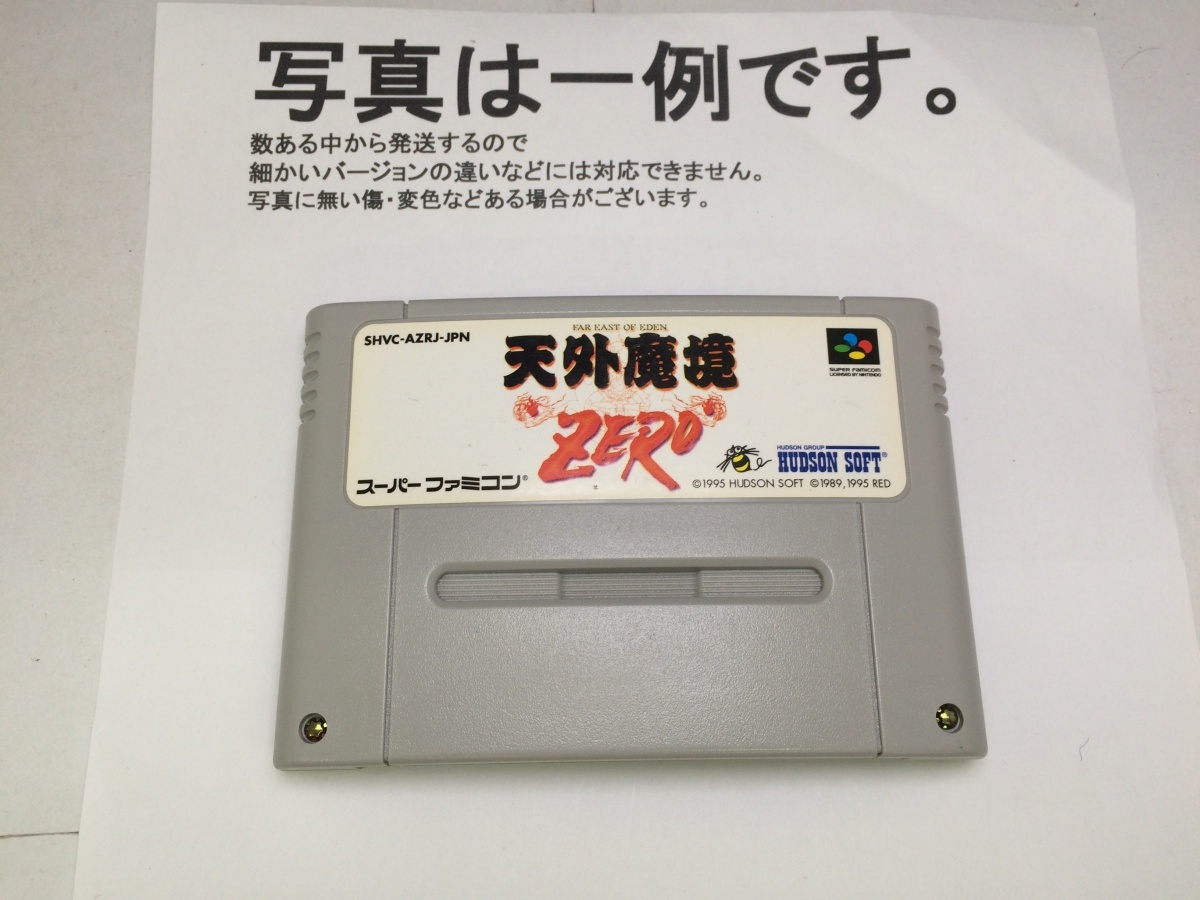 写真は一例です。
数ある中から発送するので
細かいバージョンの違いなどには対応できません。
写真に無い傷・変色などある場合がございます。
SHVC-AZRJ-JPN
FAR EAST OF EDEN
天外魔境
ZERO
SUPER FAMICOM
LICENSED BY NINTENDO
HUDSON GROUP
HUDSON SOFT®
スーパーファミコン®
©1995 HUDSON SOFT ©1989,1995 RED